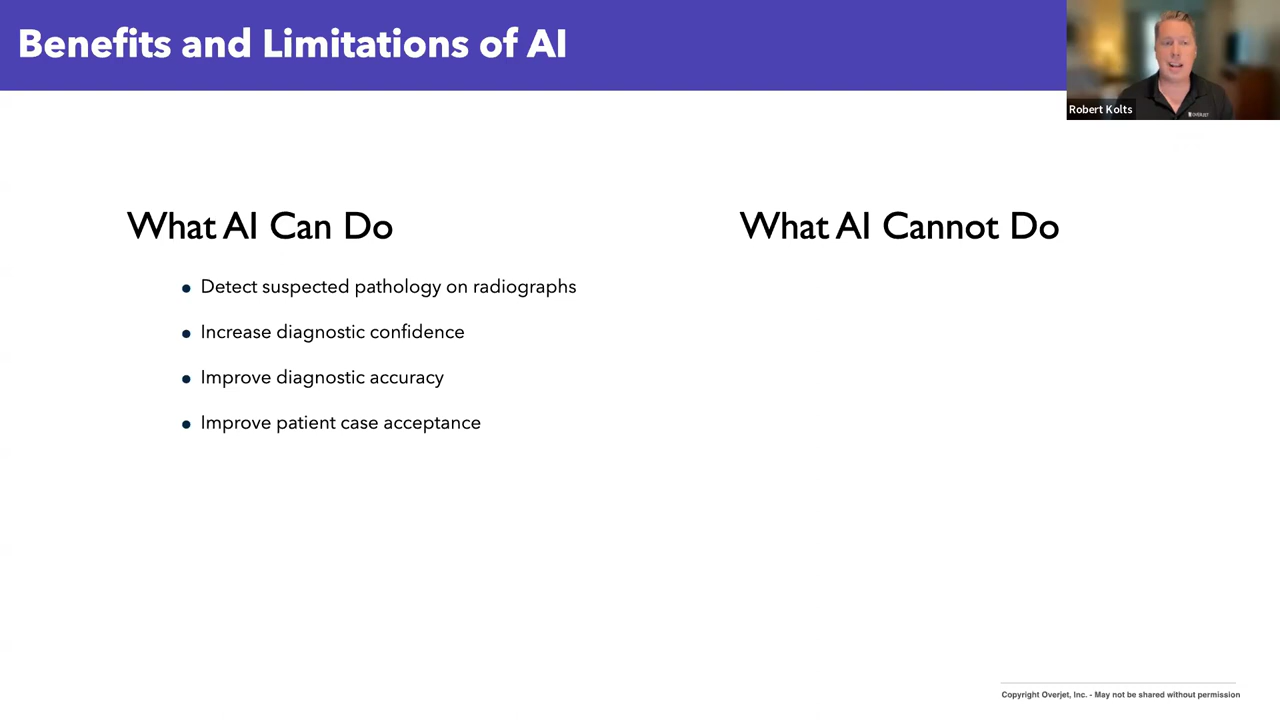 Benefits and Limitations of AI
Robert Kolts
OVERJET
What AI Can Do
Detect suspected pathology on radiographs
Increase diagnostic confidence
Improve diagnostic accuracy
Improve patient case acceptance
What AI Cannot Do
Copyright Overjet, Inc. - May not be shared without permission